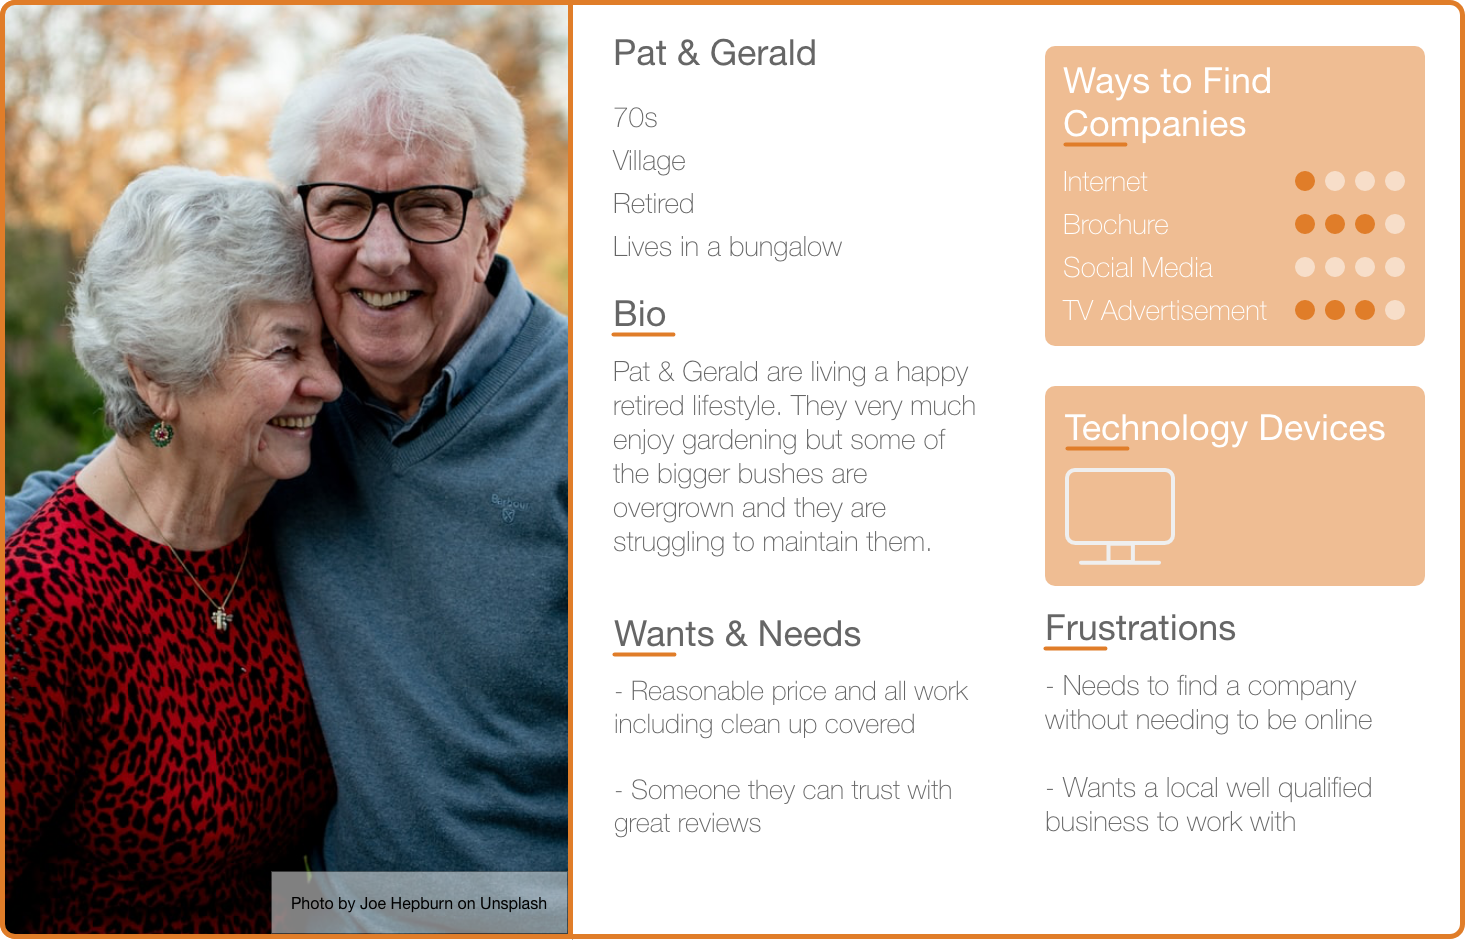 Pat & Gerald
70s
Village
Retired
Lives in a bungalow
Bio
Pat & Gerald are living a happy
retired lifestyle. They very much
enjoy gardening but some of
the bigger bushes are
overgrown and they are
struggling to maintain them.
Wants & Needs
- Reasonable price and all work
including clean up covered
- Someone they can trust with
great reviews
Ways to Find
Companies
Internet
Brochure
Social Media
TV Advertisement
Technology Devices
Frustrations
- Needs to find a company
without needing to be online
- Wants a local well qualified
business to work with
Barbour
Photo by Joe Hepburn on Unsplash